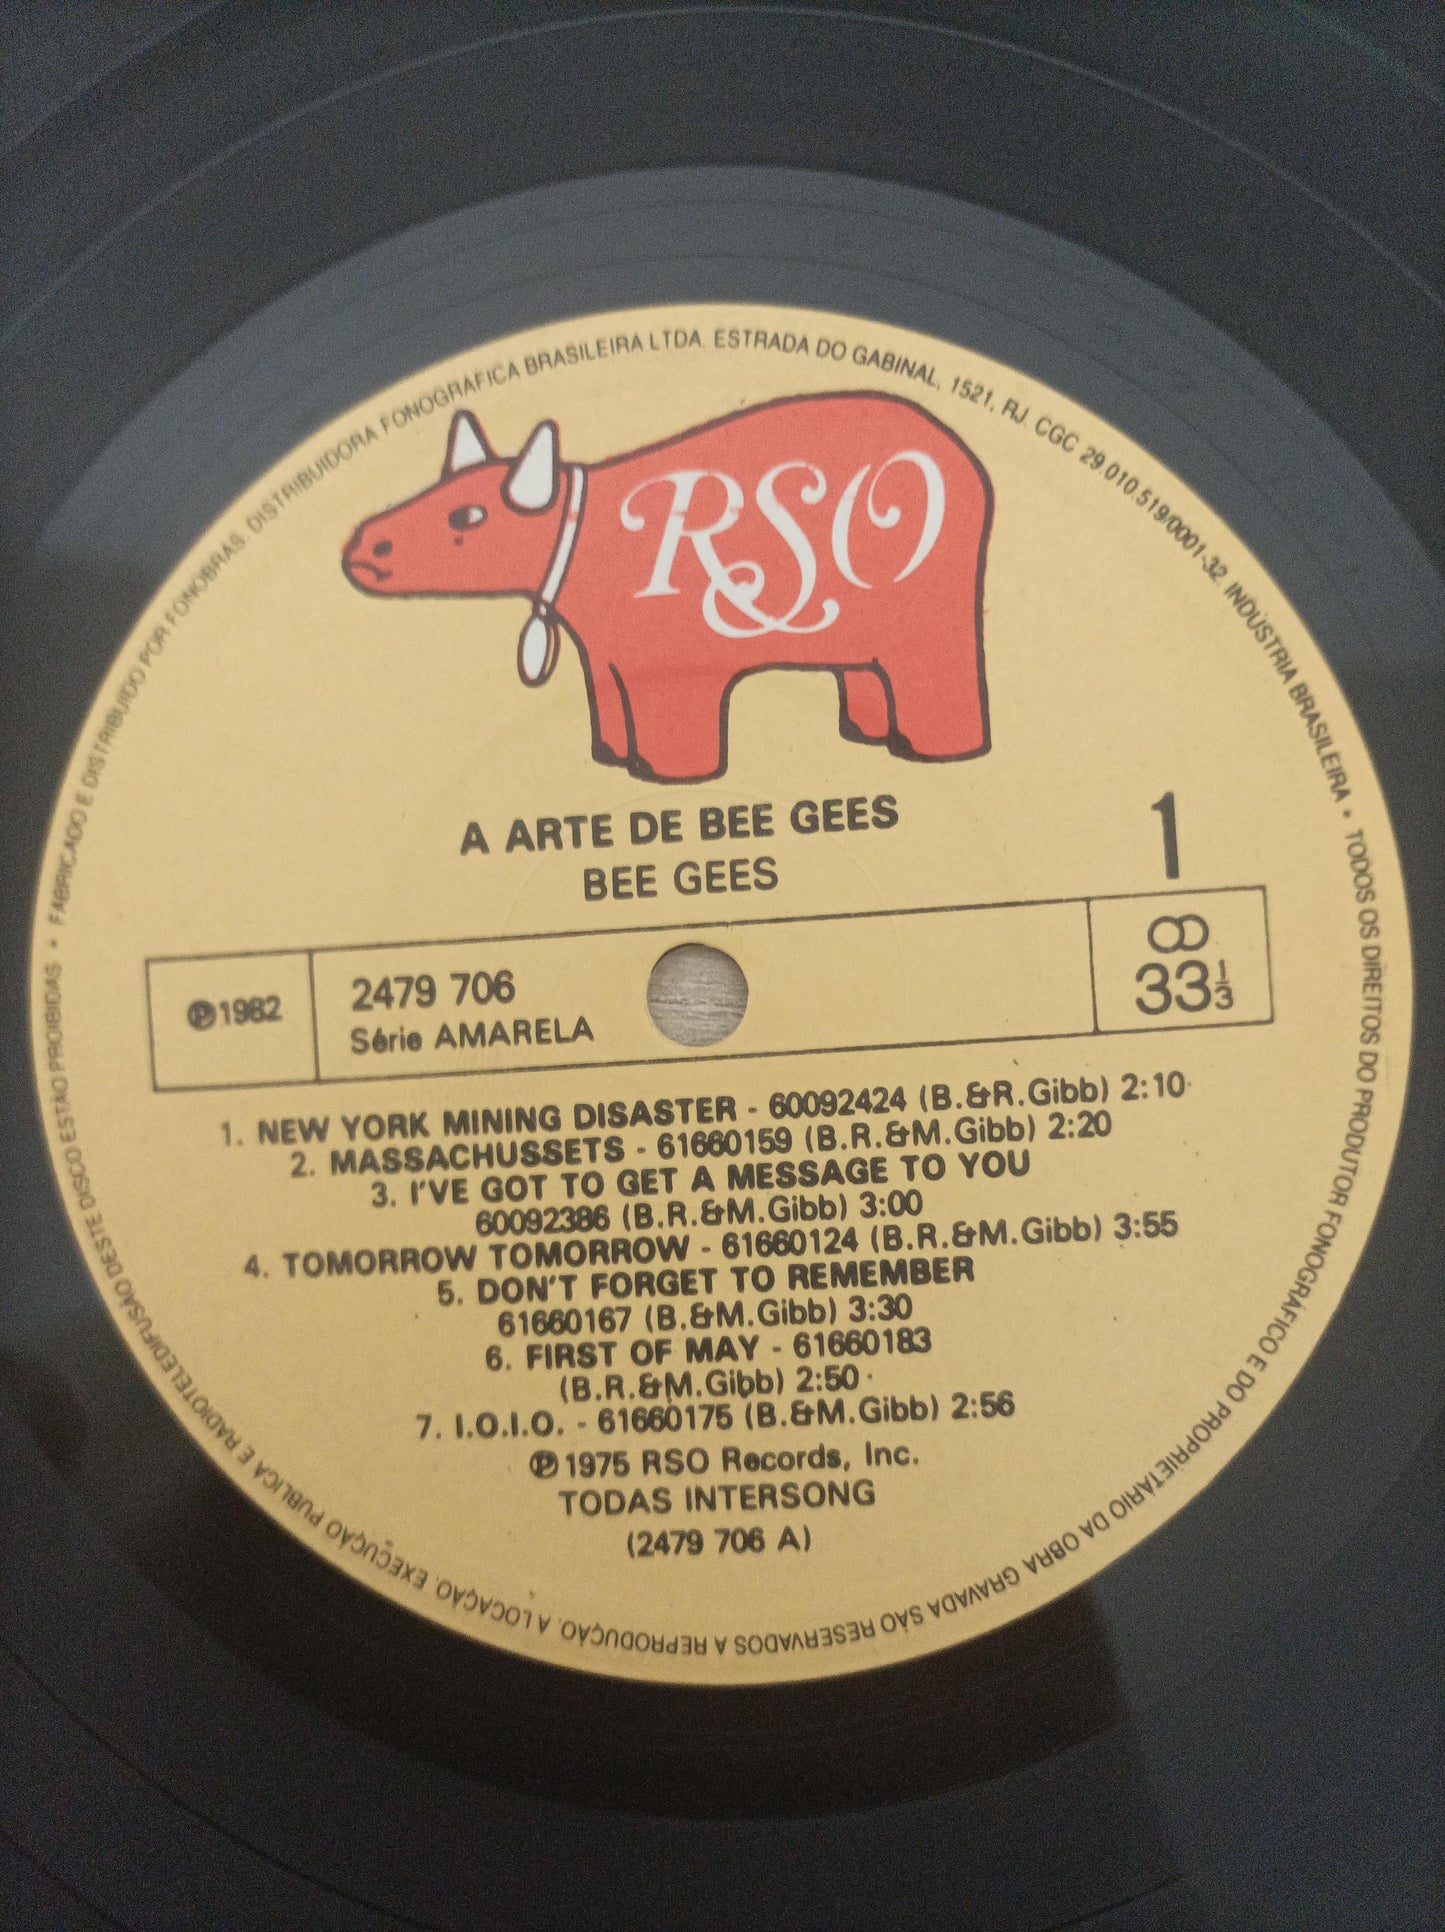 FABRICADO E DISTRIBUIDO POR FONOBRAS. DISTRIBUIDORA FONOGRÁFICA BRASILEIRA LTDA. ESTRADA DO GABINAL, 1521, RJ. CGC 29.010.519/0001-32. INDÚSTRIA BRASILEIRA •
RSO
A ARTE DE BEE GEES
BEE GEES
1
℗1982
2479 706
Série AMARELA
33 1/3
1. NEW YORK MINING DISASTER - 60092424 (B.&R.Gibb) 2:10
2. MASSACHUSSETS - 61660159 (B.R.&M.Gibb) 2:20
3. I'VE GOT TO GET A MESSAGE TO YOU
60092386 (B.R.&M.Gibb) 3:00
4. TOMORROW TOMORROW - 61660124 (B.R.&M.Gibb) 3:55
5. DON'T FORGET TO REMEMBER
61660167 (B.&M.Gibb) 3:30
6. FIRST OF MAY - 61660183
(B.R.&M.Gibb) 2:50
7. I.O.I.O. - 61660175 (B.&M.Gibb) 2:56
℗1975 RSO Records, Inc.
TODAS INTERSONG
(2479 706 A)
TODOS OS DIREITOS DO PRODUTOR FONOGRÁFICO E DO PROPRIETARIO DA OBRA GRAVADA SÃO RESERVADOS A REPRODUÇÃO. A LOCAÇÃO. EXECUÇÃO PUBLICA E RADIOTELEDIFUSÃO DESTE DISCO ESTÃO PROIBIDAS •